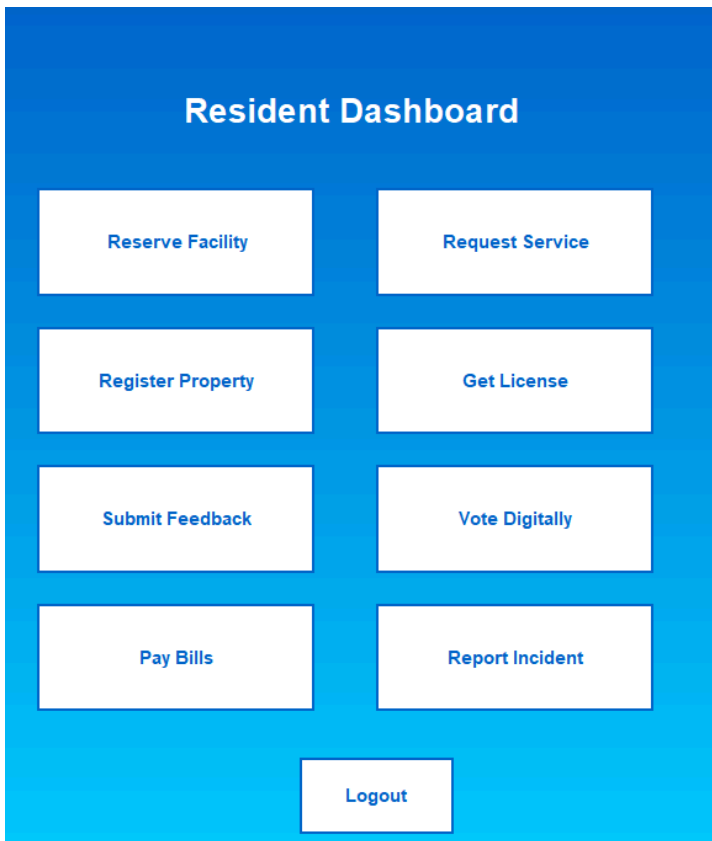 Resident Dashboard
Reserve Facility
Request Service
Register Property
Get License
Submit Feedback
Vote Digitally
Pay Bills
Report Incident
Logout